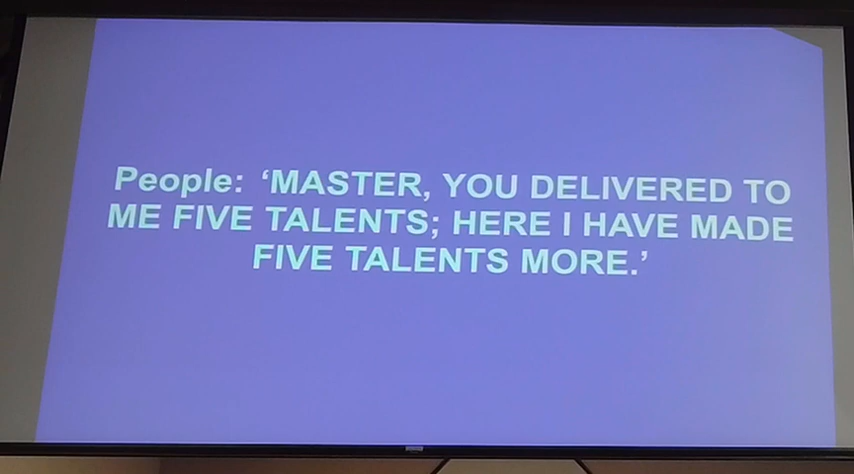 People: ‘MASTER, YOU DELIVERED TO
ME FIVE TALENTS; HERE I HAVE MADE
FIVE TALENTS MORE.’